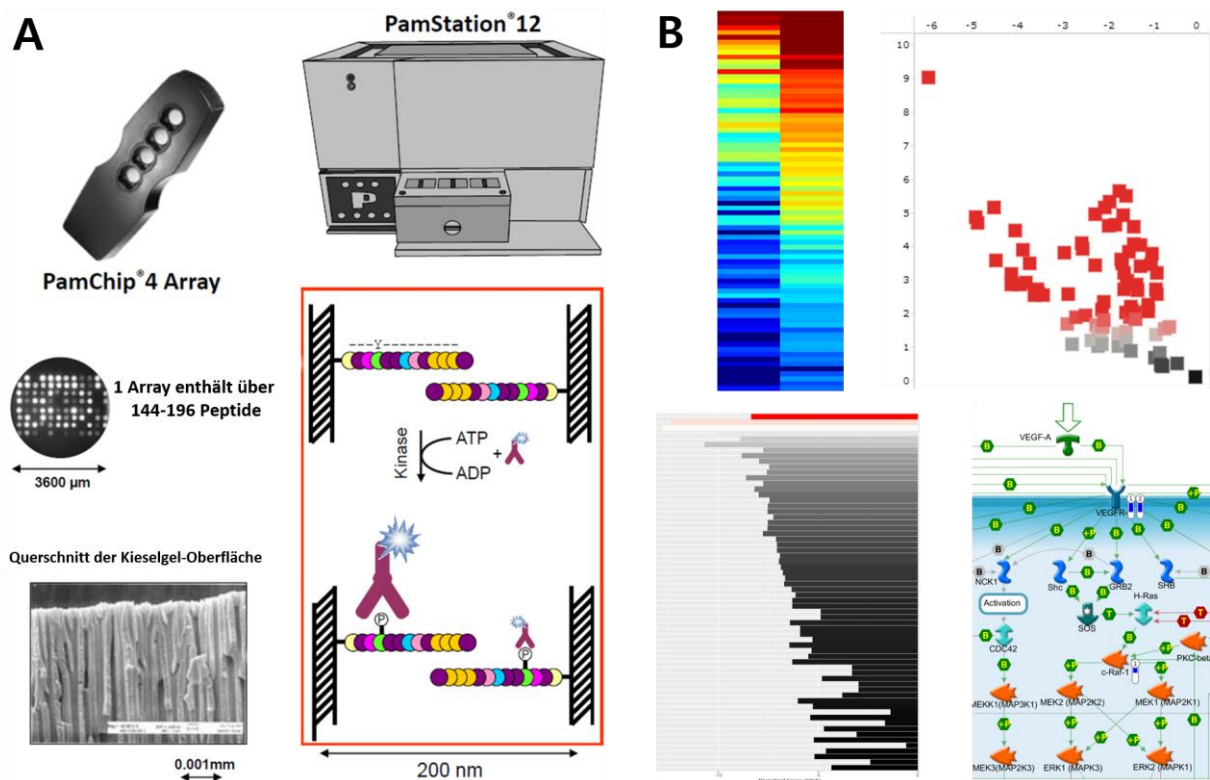 A
PamStation®12
PamChip®4 Array
1 Array enthält über
144-196 Peptide
3600 µm
Querschnitt der Kieselgel-Oberfläche
0.001mm
Y
Kinase
ATP
ADP
+
P
P
200 nm
B
-6 -5 -4 -3 -2 -1 0
10
9
8
7
6
5
4
3
2
1
0
VEGF-A
B
B
B
+P
VEGFR-
1 2
B
B
B
+P
B
B
B
B
B
NCK1
Shc
GRB2
SHB
B
B
H-Ras
Activation
SOS
T
T
T
B
CDC42
B
PKC-beta
+P
c-Raf-1
1
+P
B
+P
MEKK1(MAP3K1)
MEK2 (MAP2K2)
MEK1 (MAP2K1)
+P
+P
+P
B
MEK3(MAP2K3)
ERK1 (MAPK3)
ERK2 (MAPK1)